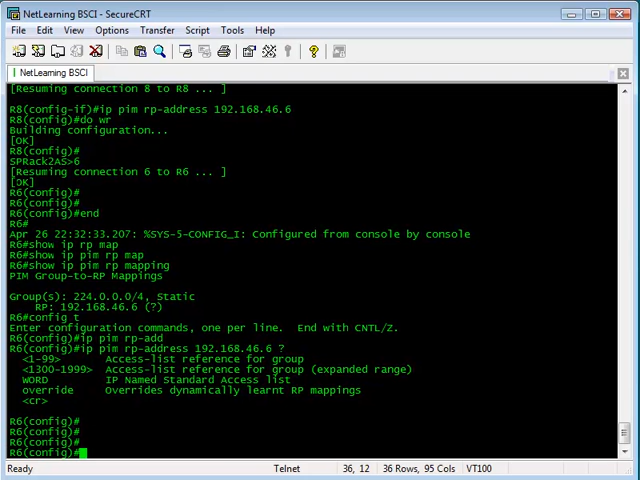 NetLearning BSCI - SecureCRT
File Edit View Options Transfer Script Tools Help
NetLearning BSCI
[Resuming connection 8 to R8 ... ]
R8(config-if)#ip pim rp-address 192.168.46.6
R8(config)#do wr
Building configuration...
[OK]
R8(config)#
SPRack2AS>6
[Resuming connection 6 to R6 ... ]
[OK]
R6(config)#
R6(config)#
R6(config)#end
R6#
Apr 26 22:32:33.207: %SYS-5-CONFIG_I: Configured from console by console
R6#show ip rp map
R6#show ip pim rp map
R6#show ip pim rp mapping
PIM Group-to-RP Mappings
Group(s): 224.0.0.0/4, Static
RP: 192.168.46.6 (?)
R6#config t
Enter configuration commands, one per line.  End with CNTL/Z.
R6(config)#ip pim rp-add
R6(config)#ip pim rp-address 192.168.46.6 ?
<1-99> Access-list reference for group
<1300-1999> Access-list reference for group (expanded range)
WORD IP Named Standard Access list
override Overrides dynamically learnt RP mappings
<cr>
R6(config)#
R6(config)#
R6(config)#
R6(config)#
Ready Telnet 36, 12 36 Rows, 95 Cols VT100